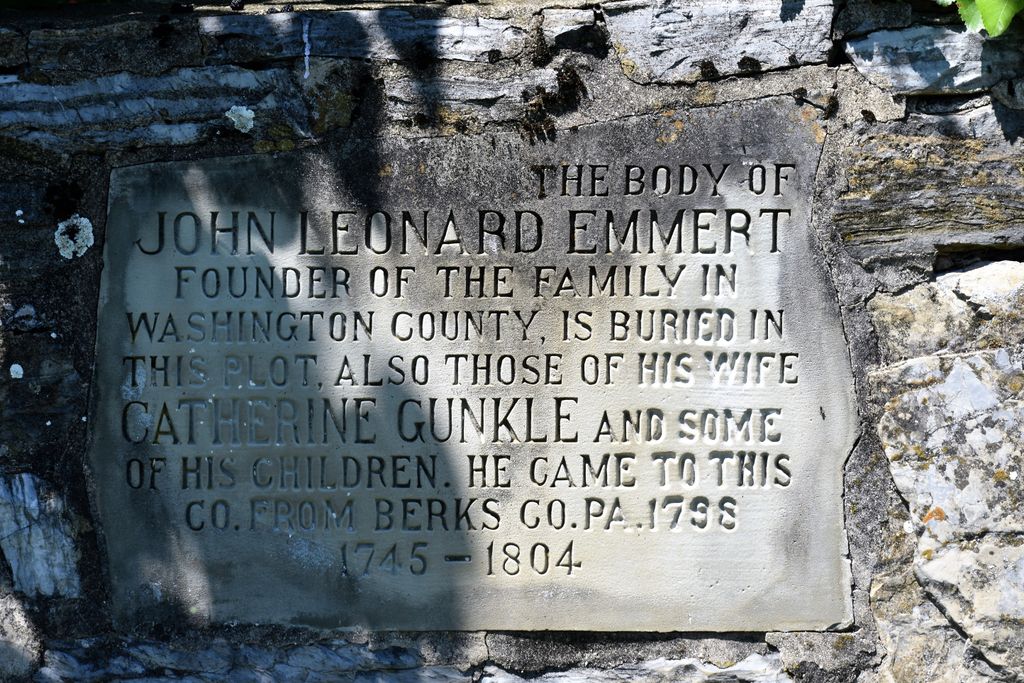 THE BODY OF
JOHN LEONARD EMMERT
FOUNDER OF THE FAMILY IN
WASHINGTON COUNTY, IS BURIED IN
THIS PLOT, ALSO THOSE OF HIS WIFE
CATHERINE GUNKLE AND SOME
OF HIS CHILDREN. HE CAME TO THIS
CO. FROM BERKS CO. PA. 1798
1745 - 1804